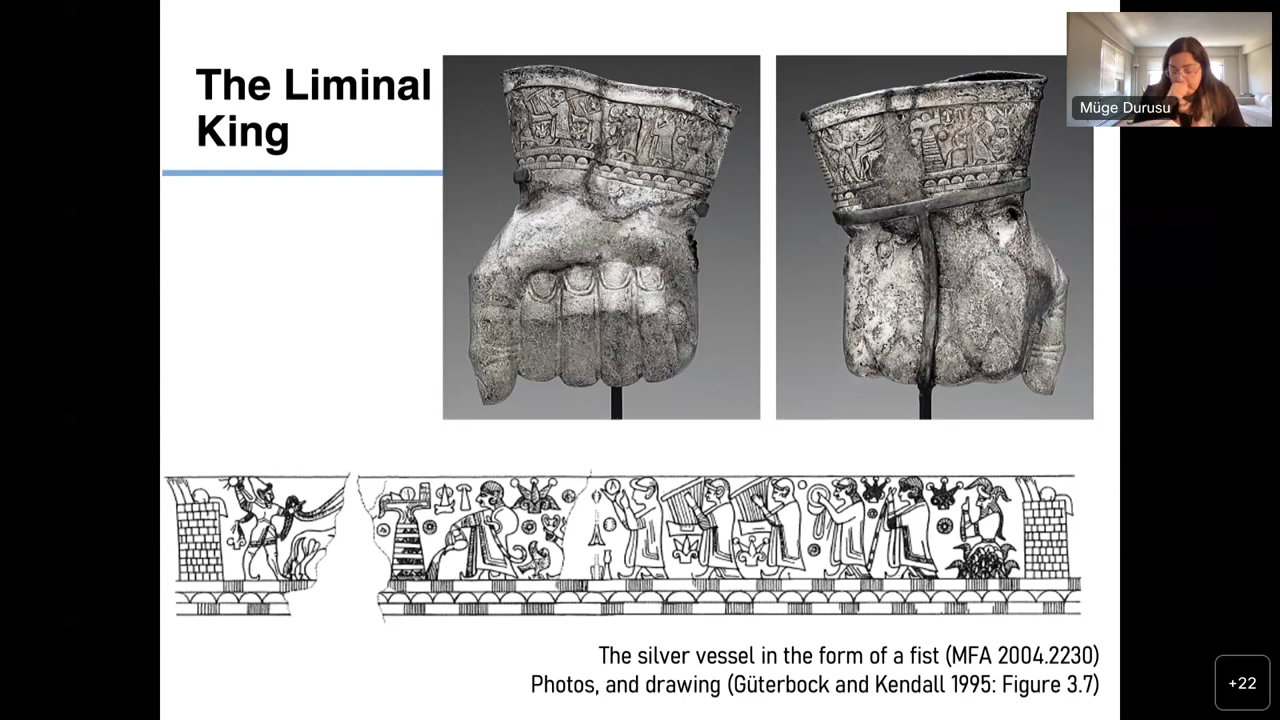 The Liminal
King
Müge Durusu
The silver vessel in the form of a fist (MFA 2004.2230)
Photos, and drawing (Güterbock and Kendall 1995: Figure 3.7)
+22